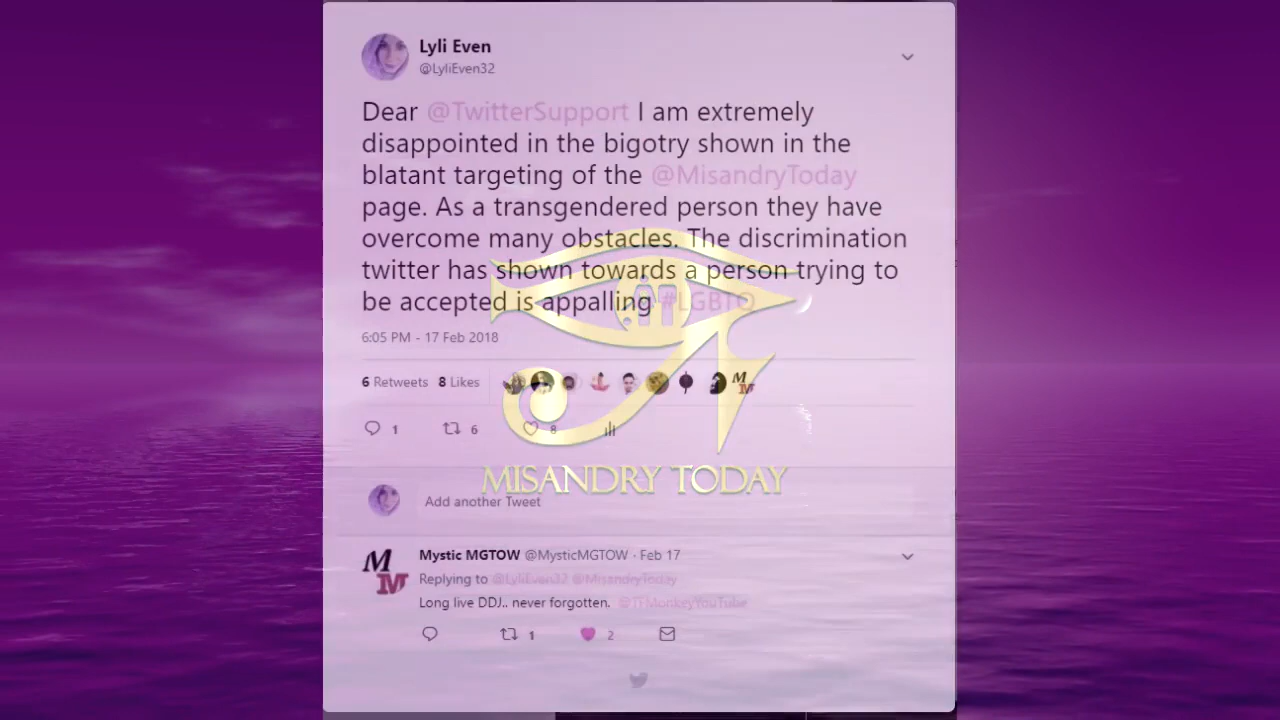 Lyli Even
@LyliEven32
Dear @TwitterSupport I am extremely
disappointed in the bigotry shown in the
blatant targeting of the @MisandryToday
page. As a transgendered person they have
overcome many obstacles. The discrimination
twitter has shown towards a person trying to
be accepted is appalling #LGBTQ
6:05 PM - 17 Feb 2018
6 Retweets 8 Likes
M
M
1 6 8
MISANDRY TODAY
Add another Tweet
M
M
Mystic MGTOW @MysticMGTOW · Feb 17
Replying to @LyliEven32 @MisandryToday
Long live DDJ.. never forgotten. @TFMonkeyYouTube
1 2